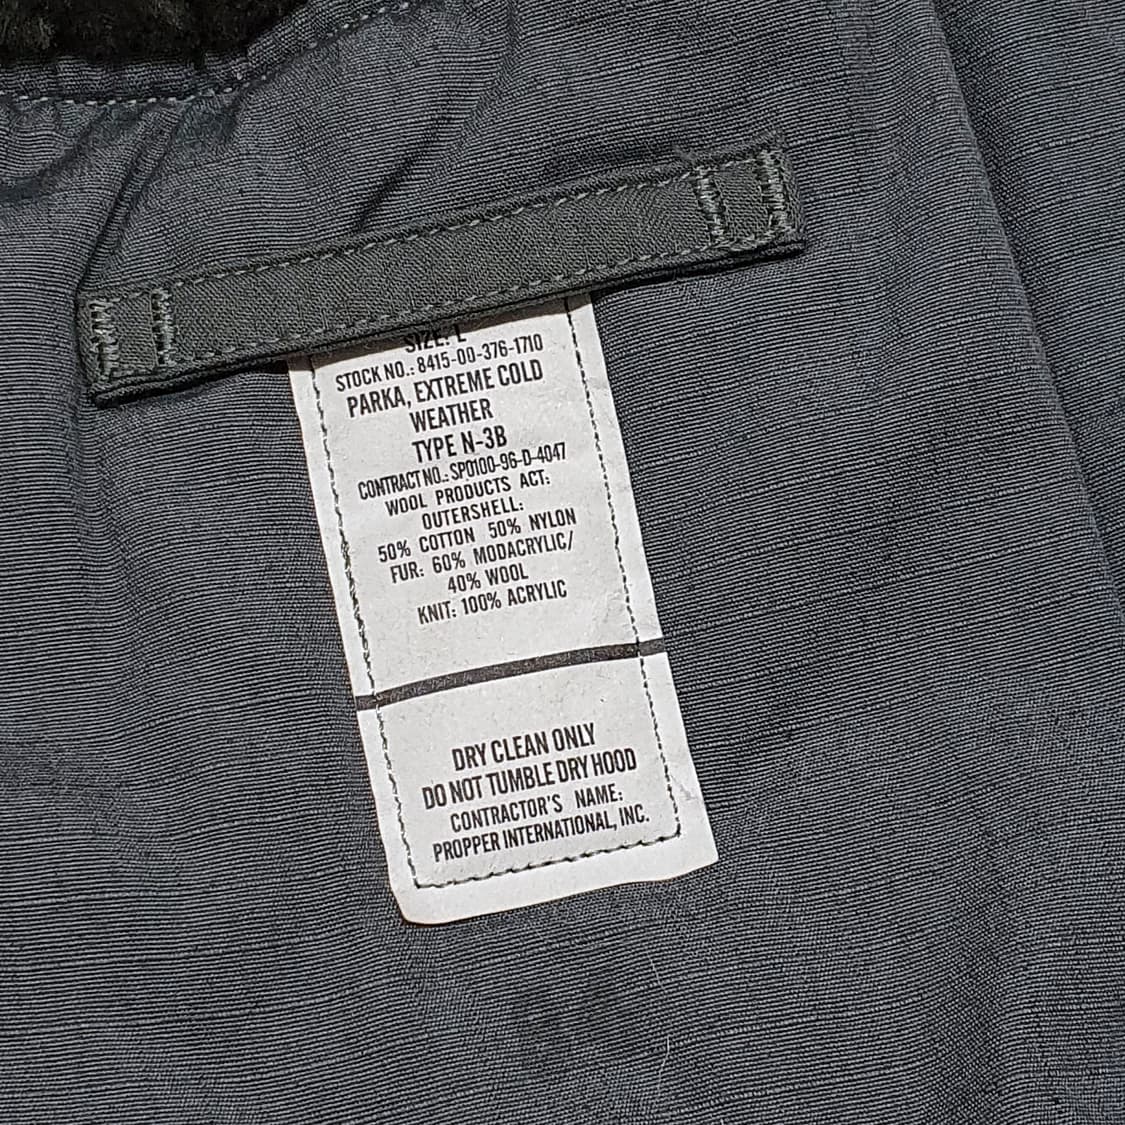 SIZE: L
STOCK NO.: 8415-00-376-1710
PARKA, EXTREME COLD
WEATHER
TYPE N-3B
CONTRACT NO.: SPO100-96-D-4047
WOOL PRODUCTS ACT:
OUTERSHELL:
50% COTTON 50% NYLON
FUR: 60% MODACRYLIC/
40% WOOL
KNIT: 100% ACRYLIC
DRY CLEAN ONLY
DO NOT TUMBLE DRY HOOD
CONTRACTOR'S NAME:
PROPPER INTERNATIONAL, INC.